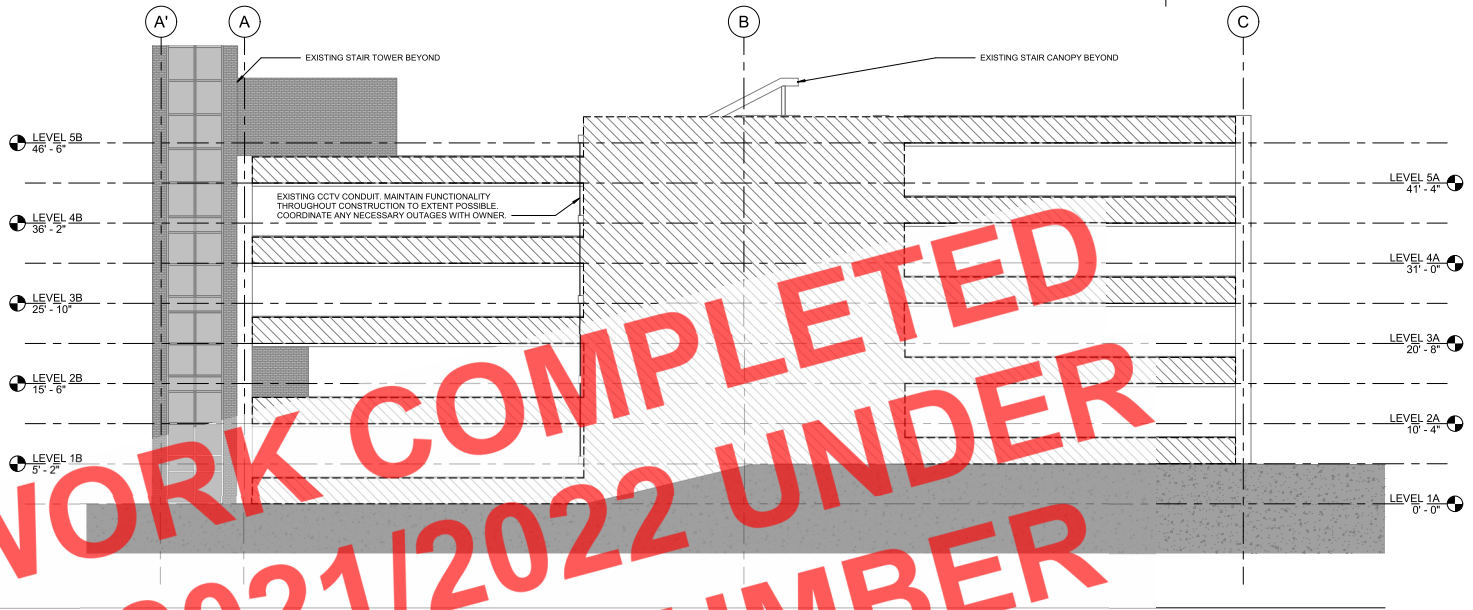 A'
A
B
C
EXISTING STAIR TOWER BEYOND
EXISTING STAIR CANOPY BEYOND
LEVEL 5B
46' - 6"
LEVEL 5A
41' - 4"
EXISTING CCTV CONDUIT. MAINTAIN FUNCTIONALITY
THROUGHOUT CONSTRUCTION TO EXTENT POSSIBLE.
COORDINATE ANY NECESSARY OUTAGES WITH OWNER.
LEVEL 4B
36' - 2"
LEVEL 4A
31' - 0"
LEVEL 3B
25' - 10"
LEVEL 3A
20' - 8"
LEVEL 2B
15' - 6"
LEVEL 2A
10' - 4"
LEVEL 1B
5' - 2"
LEVEL 1A
0' - 0"
WORK COMPLETED
2021/2022 UNDER